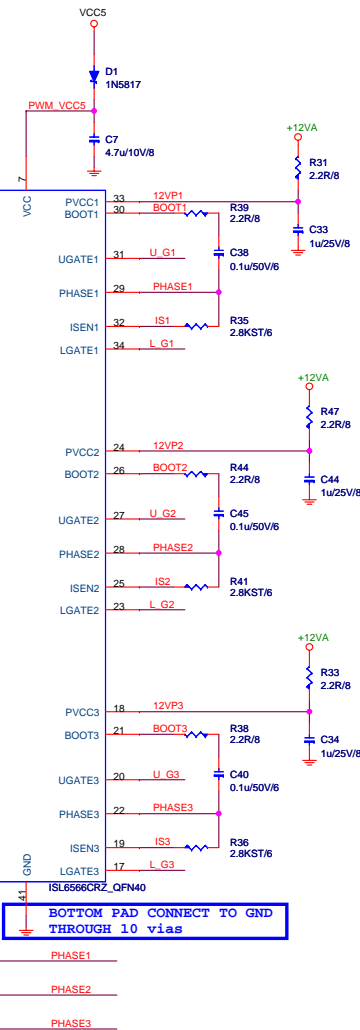 VCC5
D1
1N5817
PWM_VCC5
C7
4.7u/10V/8
7
VCC
+12VA
R31
2.2R/8
PVCC1 33 12VP1
BOOT1 30 BOOT1
R39
2.2R/8
C33
1u/25V/8
C38
0.1u/50V/6
UGATE1 31 U_G1
PHASE1 29 PHASE1
ISEN1 32 IS1
R35
2.8KST/6
LGATE1 34 L_G1
+12VA
R47
2.2R/8
PVCC2 24 12VP2
BOOT2 26 BOOT2
R44
2.2R/8
C44
1u/25V/8
C45
0.1u/50V/6
UGATE2 27 U_G2
PHASE2 28 PHASE2
ISEN2 25 IS2
R41
2.8KST/6
LGATE2 23 L_G2
+12VA
R33
2.2R/8
PVCC3 18 12VP3
BOOT3 21 BOOT3
R38
2.2R/8
C34
1u/25V/8
C40
0.1u/50V/6
UGATE3 20 U_G3
PHASE3 22 PHASE3
ISEN3 19 IS3
R36
2.8KST/6
LGATE3 17 L_G3
GND
41
ISL6566CRZ_QFN40
BOTTOM PAD CONNECT TO GND
THROUGH 10 vias
PHASE1
PHASE2
PHASE3